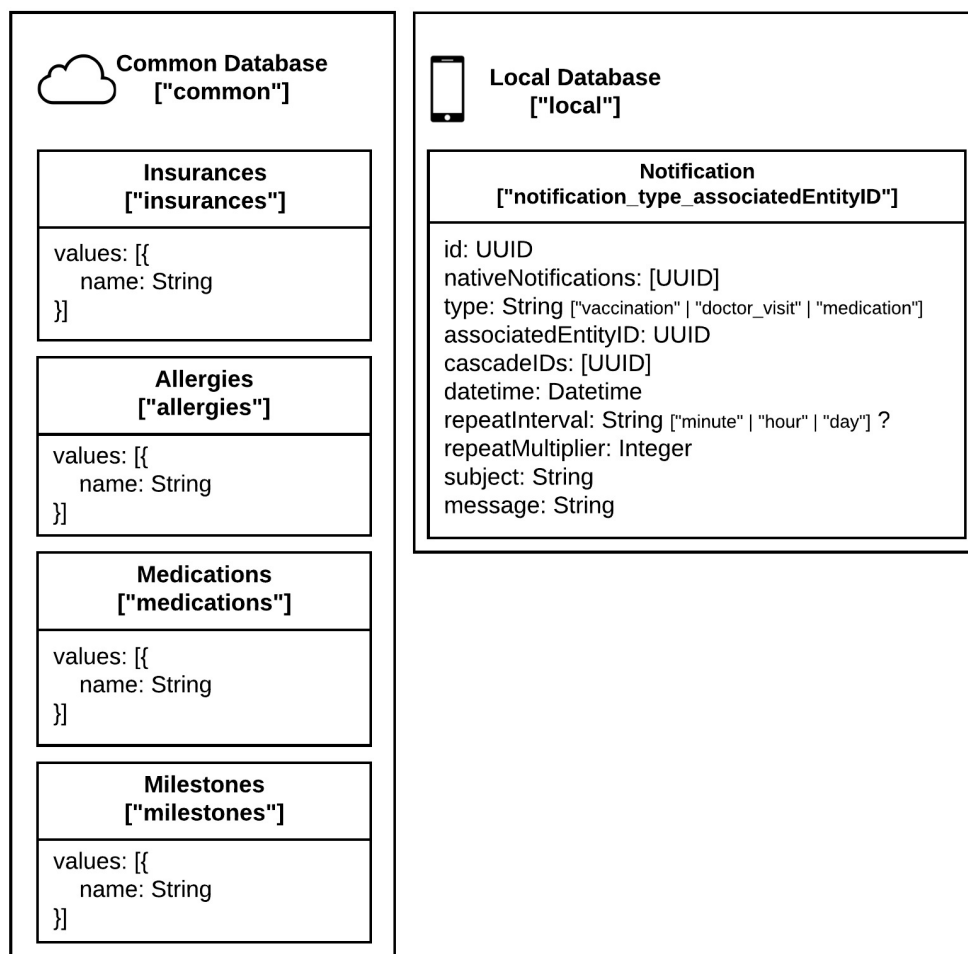 Common Database
["common"]
Insurances
["insurances"]
values: [{
name: String
}]
Allergies
["allergies"]
values: [{
name: String
}]
Medications
["medications"]
values: [{
name: String
}]
Milestones
["milestones"]
values: [{
name: String
}]
Local Database
["local"]
Notification
["notification_type_associatedEntityID"]
id: UUID
nativeNotifications: [UUID]
type: String ["vaccination" | "doctor_visit" | "medication"]
associatedEntityID: UUID
cascadeIDs: [UUID]
datetime: Datetime
repeatInterval: String ["minute" | "hour" | "day"] ?
repeatMultiplier: Integer
subject: String
message: String